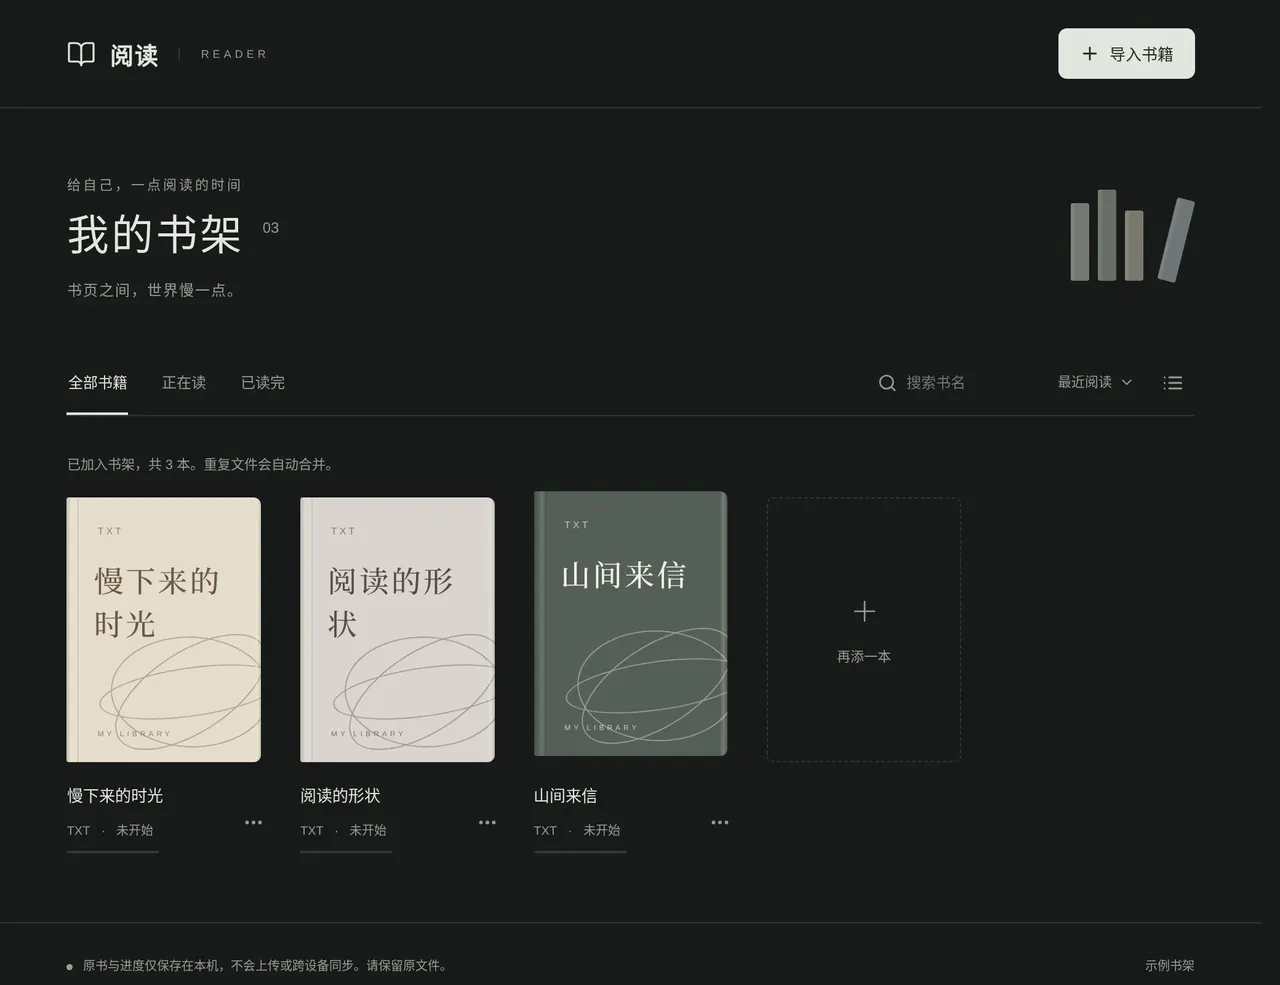 阅读
READER
导入书籍
给自己，一点阅读的时间
我的书架
03
书页之间，世界慢一点。
全部书籍
正在读
已读完
搜索书名
最近阅读
已加入书架，共 3 本。重复文件会自动合并。
TXT
慢下来的
时光
MY LIBRARY
慢下来的时光
TXT · 未开始
TXT
阅读的形
状
MY LIBRARY
阅读的形状
TXT · 未开始
TXT
山间来信
MY LIBRARY
山间来信
TXT · 未开始
再添一本
原书与进度仅保存在本机，不会上传或跨设备同步。请保留原文件。
示例书架